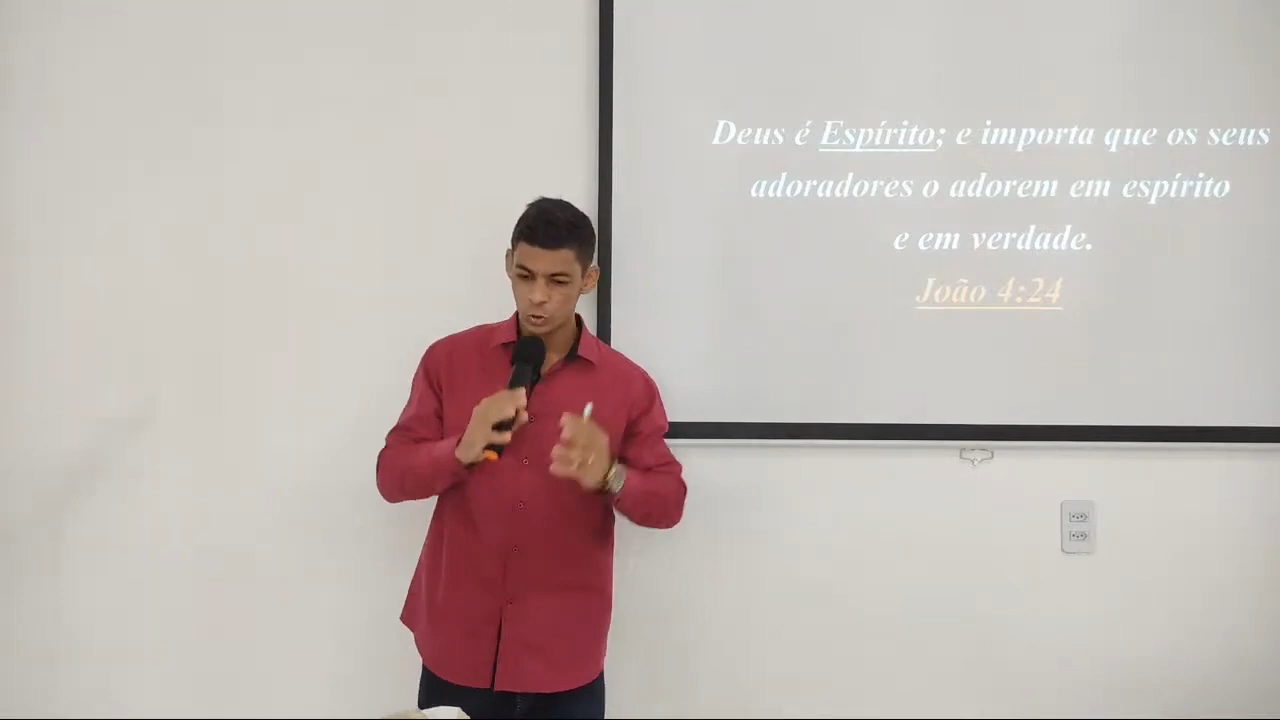 Deus é Espírito; e importa que os seus
adoradores o adorem em espírito
e em verdade.
João 4:24